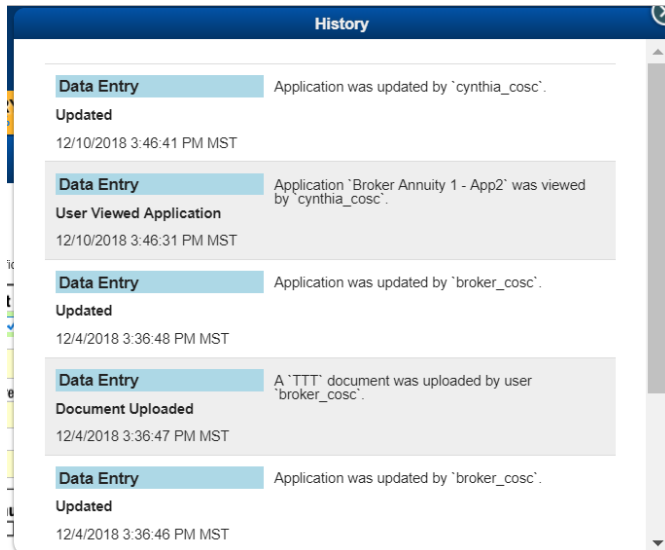 History
Data Entry
Application was updated by `cynthia_cosc`.
Updated
12/10/2018 3:46:41 PM MST
Data Entry
Application `Broker Annuity 1 - App2` was viewed
by `cynthia_cosc`.
User Viewed Application
12/10/2018 3:46:31 PM MST
Data Entry
Application was updated by `broker_cosc`.
Updated
12/4/2018 3:36:48 PM MST
Data Entry
A `TTT` document was uploaded by user
`broker_cosc`.
Document Uploaded
12/4/2018 3:36:47 PM MST
Data Entry
Application was updated by `broker_cosc`.
Updated
12/4/2018 3:36:46 PM MST